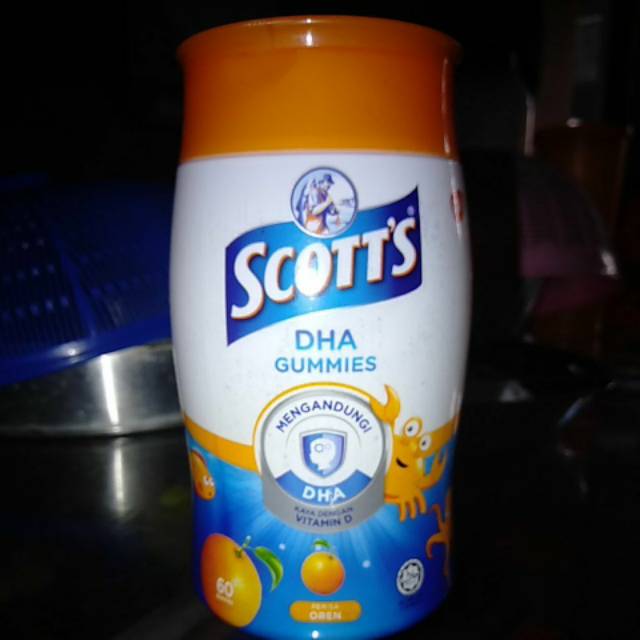 SCOTT'S
DHA
GUMMIES
MENGANDUNGI
DHA
KAYA DENGAN
VITAMIN D
60
PERISA
OREN